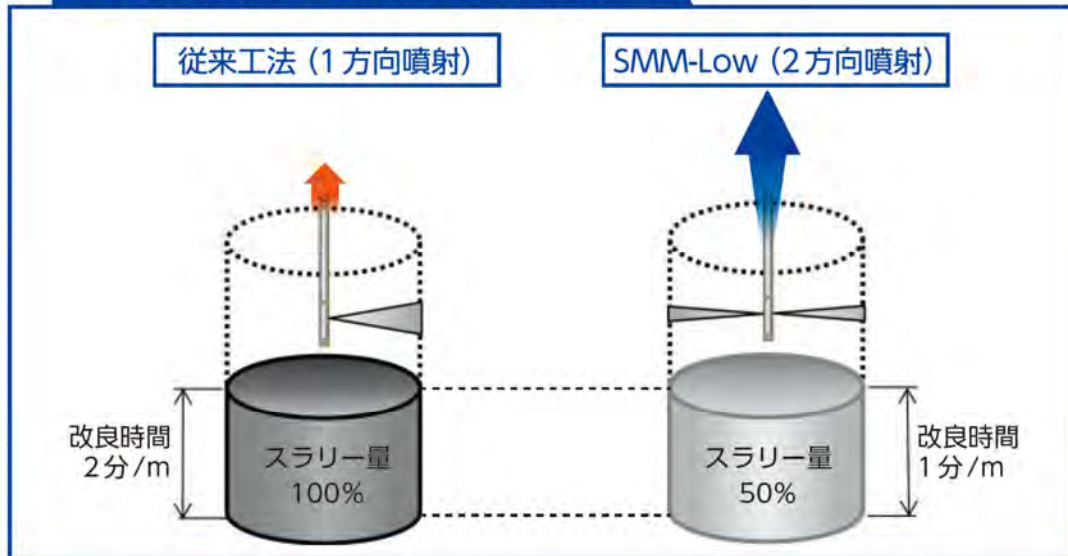 従来工法（1方向噴射）
SMM-Low（2方向噴射）
改良時間
2分/m
スラリー量
100%
スラリー量
50%
改良時間
1分/m